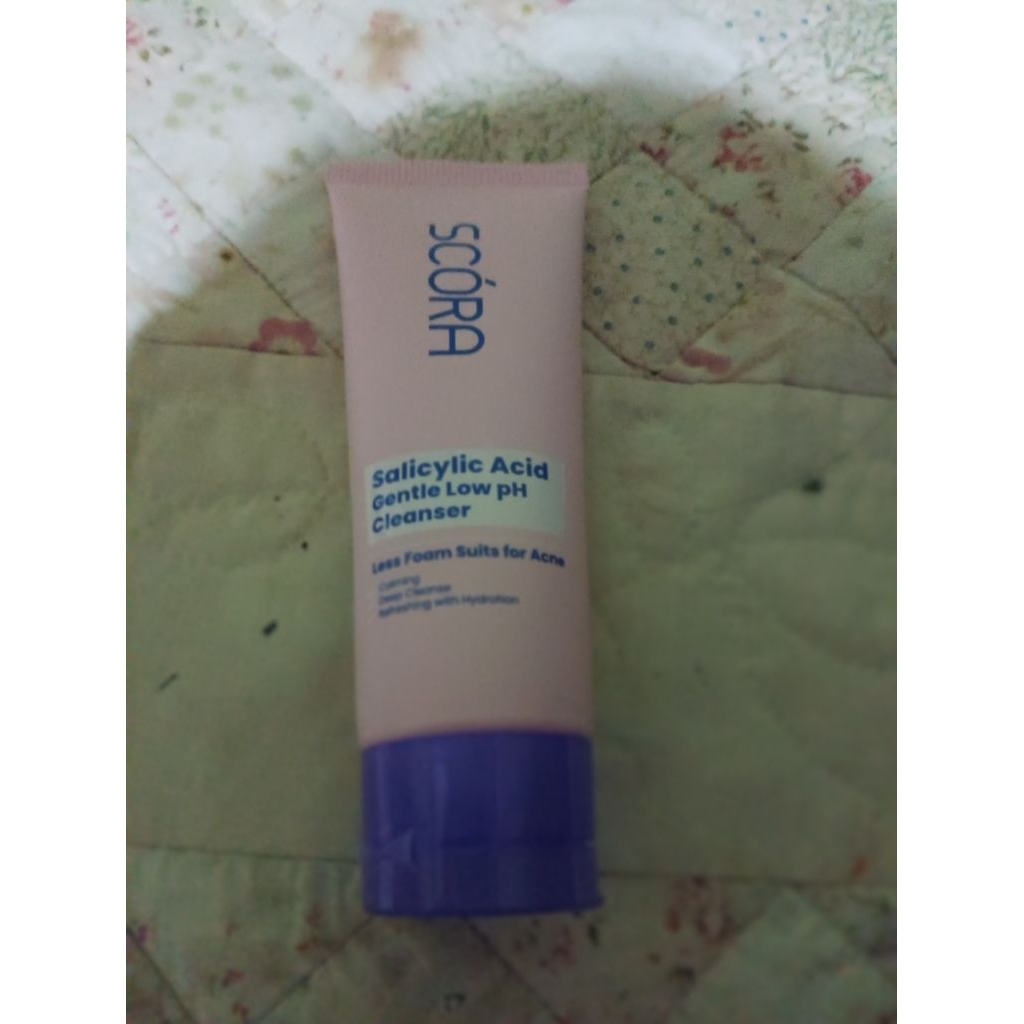 SCÓRA
Salicylic Acid
Gentle Low pH
Cleanser
Less Foam Suits for Acne
Calming
Deep Cleanse
Refreshing with Hydration